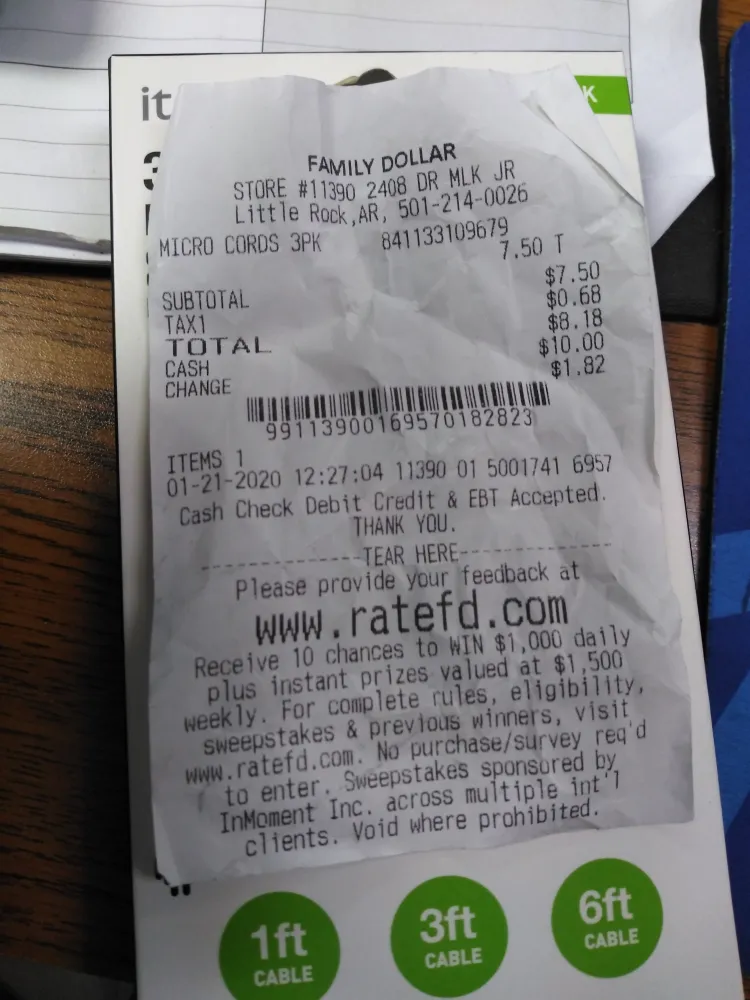 it
K
3
FAMILY DOLLAR
STORE #11390 2408 DR MLK JR
Little Rock,AR, 501-214-0026
MICRO CORDS 3PK 841133109679
7.50 T
SUBTOTAL $7.50
TAX1 $0.68
TOTAL $8.18
CASH $10.00
CHANGE $1.82
99113900169570182823
ITEMS 1
01-21-2020 12:27:04 11390 01 5001741 6957
Cash Check Debit Credit & EBT Accepted.
THANK YOU.
---------------TEAR HERE---------------
Please provide your feedback at
www.ratefd.com
Receive 10 chances to WIN $1,000 daily
plus instant prizes valued at $1,500
weekly. For complete rules, eligibility,
sweepstakes & previous winners, visit
www.ratefd.com. No purchase/survey req'd
to enter. Sweepstakes sponsored by
InMoment Inc. across multiple int'l
clients. Void where prohibited.
1ft
CABLE
3ft
CABLE
6ft
CABLE